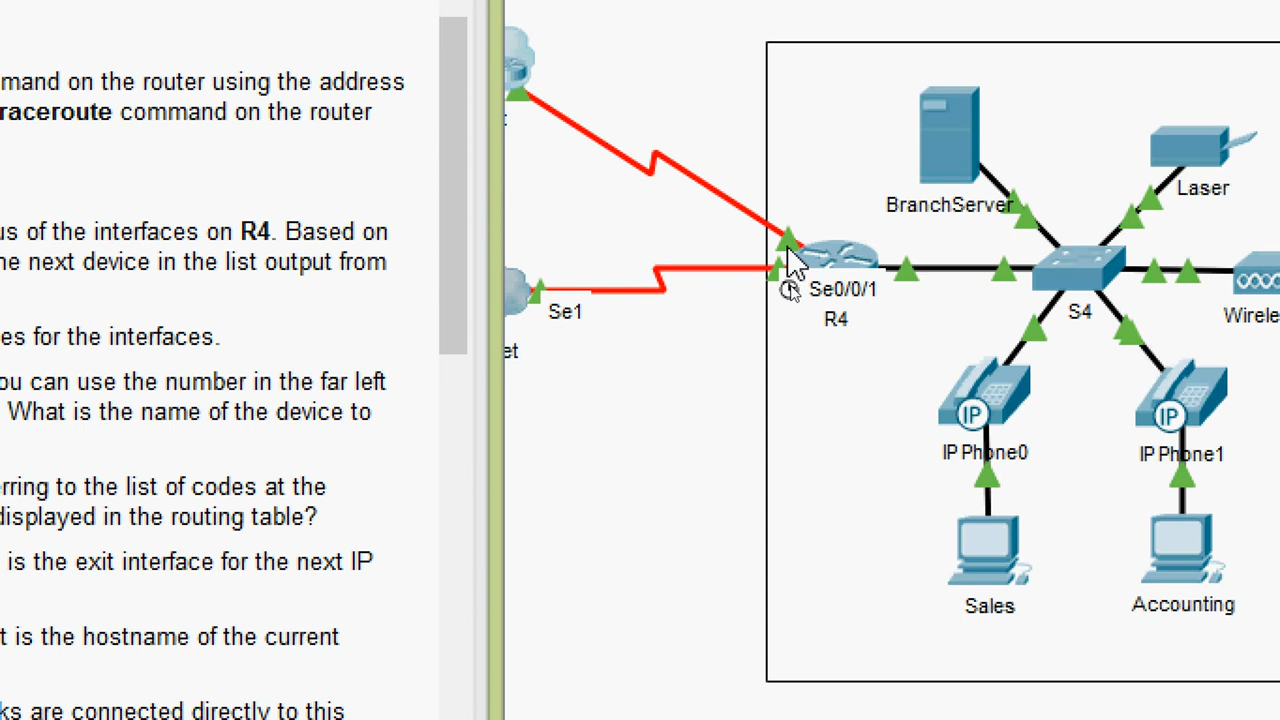 mmand on the router using the address
raceroute command on the router
us of the interfaces on R4. Based on
he next device in the list output from
es for the interfaces.
ou can use the number in the far left
. What is the name of the device to
erring to the list of codes at the
displayed in the routing table?
is the exit interface for the next IP
t is the hostname of the current
ks are connected directly to this
Se1
et
Se0/0/1
R4
BranchServer
Laser
S4
Wirele
IP
IP Phone0
IP
IP Phone1
Sales
Accounting